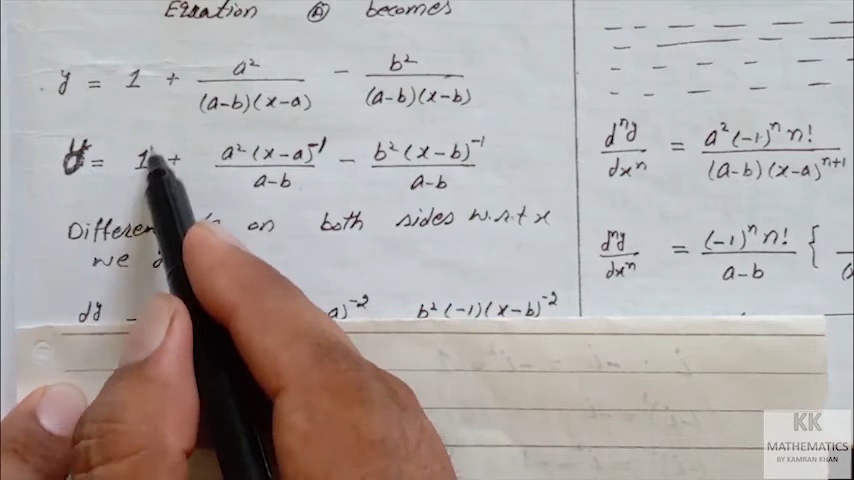 Equation Ⓐ becomes
y = 1 + a²/((a-b)(x-a)) - b²/((a-b)(x-b))
y = 1 + a²(x-a)⁻¹/(a-b) - b²(x-b)⁻¹/(a-b)
on both sides w.r.t x
we
dy a)⁻² b²(-1)(x-b)⁻²
dⁿy/dxⁿ = a²(-1)ⁿ n!/((a-b)(x-a)ⁿ⁺¹)
dⁿy/dxⁿ = (-1)ⁿ n!/(a-b) {
KK
MATHEMATICS
BY KAMRAN KHAN